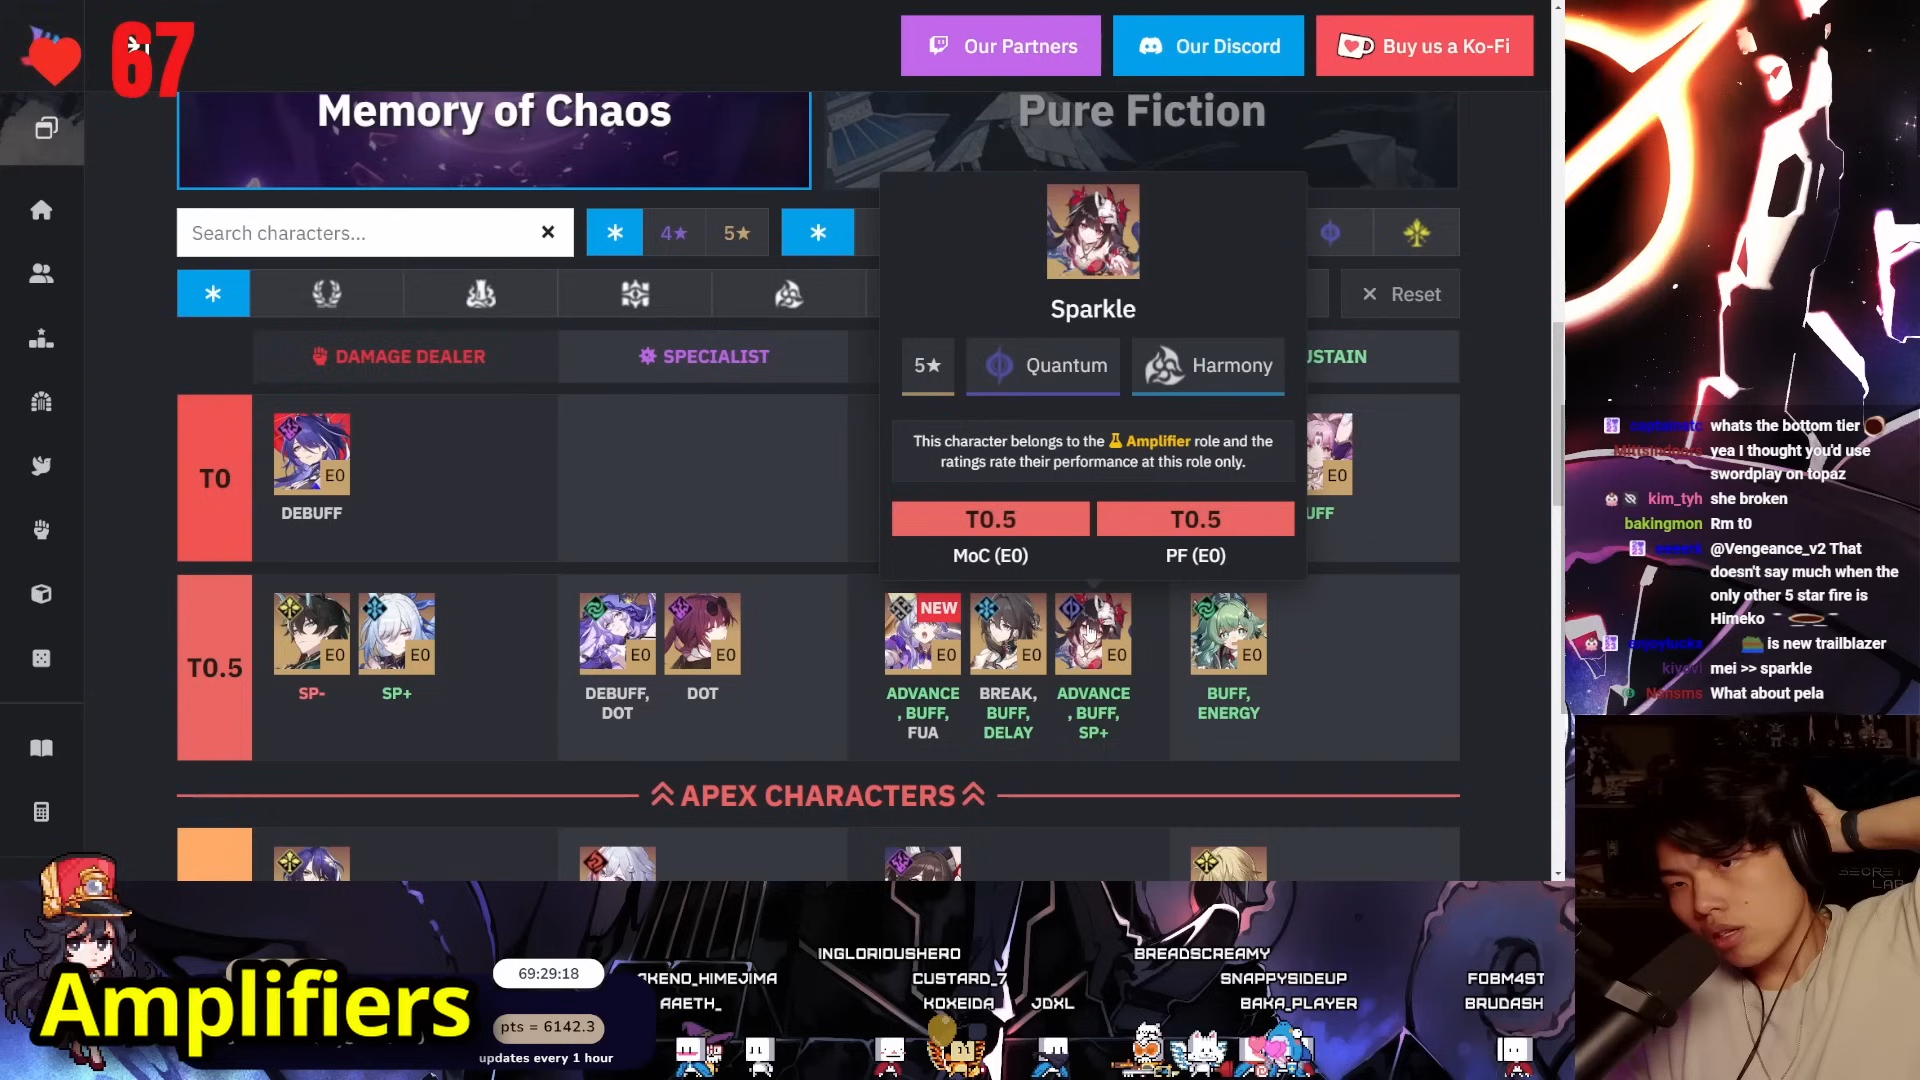 67
Our Partners
Our Discord
Buy us a Ko-Fi
Memory of Chaos
Pure Fiction
Search characters...
4★
5★
Reset
Sparkle
5★
Quantum
Harmony
This character belongs to the Amplifier role and the
ratings rate their performance at this role only.
T0.5
T0.5
MoC (E0)
PF (E0)
DAMAGE DEALER
SPECIALIST
USTAIN
T0
E0
DEBUFF
E0
UFF
T0.5
E0
SP-
E0
SP+
E0
DEBUFF,
DOT
E0
DOT
NEW
E0
ADVANCE
, BUFF,
FUA
E0
BREAK,
BUFF,
DELAY
E0
ADVANCE
, BUFF,
SP+
E0
BUFF,
ENERGY
APEX CHARACTERS
whats the bottom tier
yea I thought you'd use
swordplay on topaz
kim_tyh she broken
bakingmon Rm t0
@Vengeance_v2 That
doesn't say much when the
only other 5 star fire is
Himeko
is new trailblazer
mei >> sparkle
What about pela
SECRET
LAB
Amplifiers
69:29:18
pts = 6142.3
updates every 1 hour
INGLORIOUSHERO
BREADSCREAMY
AKENO_HIMEJIMA
CUSTARD_7
SNAPPYSIDEUP
FOBM4ST
AAETH_
KOXEIDA
JDXL
BAKA_PLAYER
BRUDASH